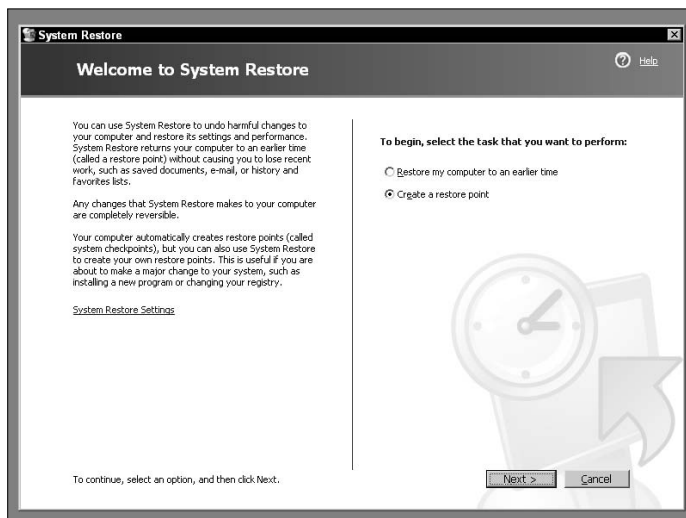 System Restore
Welcome to System Restore
Help
You can use System Restore to undo harmful changes to
your computer and restore its settings and performance.
System Restore returns your computer to an earlier time
(called a restore point) without causing you to lose recent
work, such as saved documents, e-mail, or history and
favorites lists.
Any changes that System Restore makes to your computer
are completely reversible.
Your computer automatically creates restore points (called
system checkpoints), but you can also use System Restore
to create your own restore points. This is useful if you are
about to make a major change to your system, such as
installing a new program or changing your registry.
System Restore Settings
To begin, select the task that you want to perform:
Restore my computer to an earlier time
Create a restore point
To continue, select an option, and then click Next.
Next >
Cancel